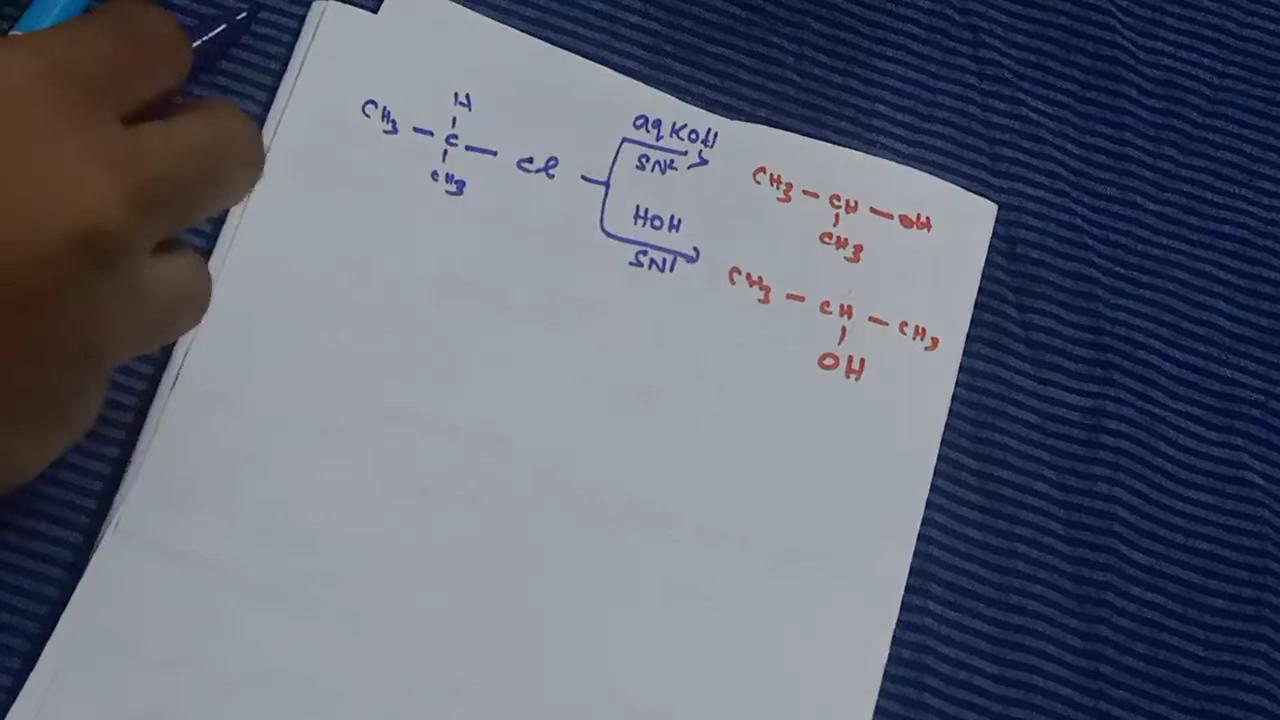 H
CH3 - C - Cl
CH3
aq KOH
SN2
HOH
SN1
CH3 - CH - OH
CH3
CH3 - CH - CH3
OH